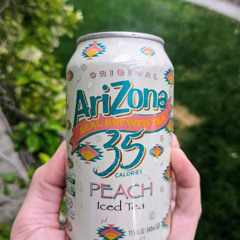 ORIGINAL
AriZona
REAL BREWED TEA
35
CALORIES
PEACH
Iced Tea